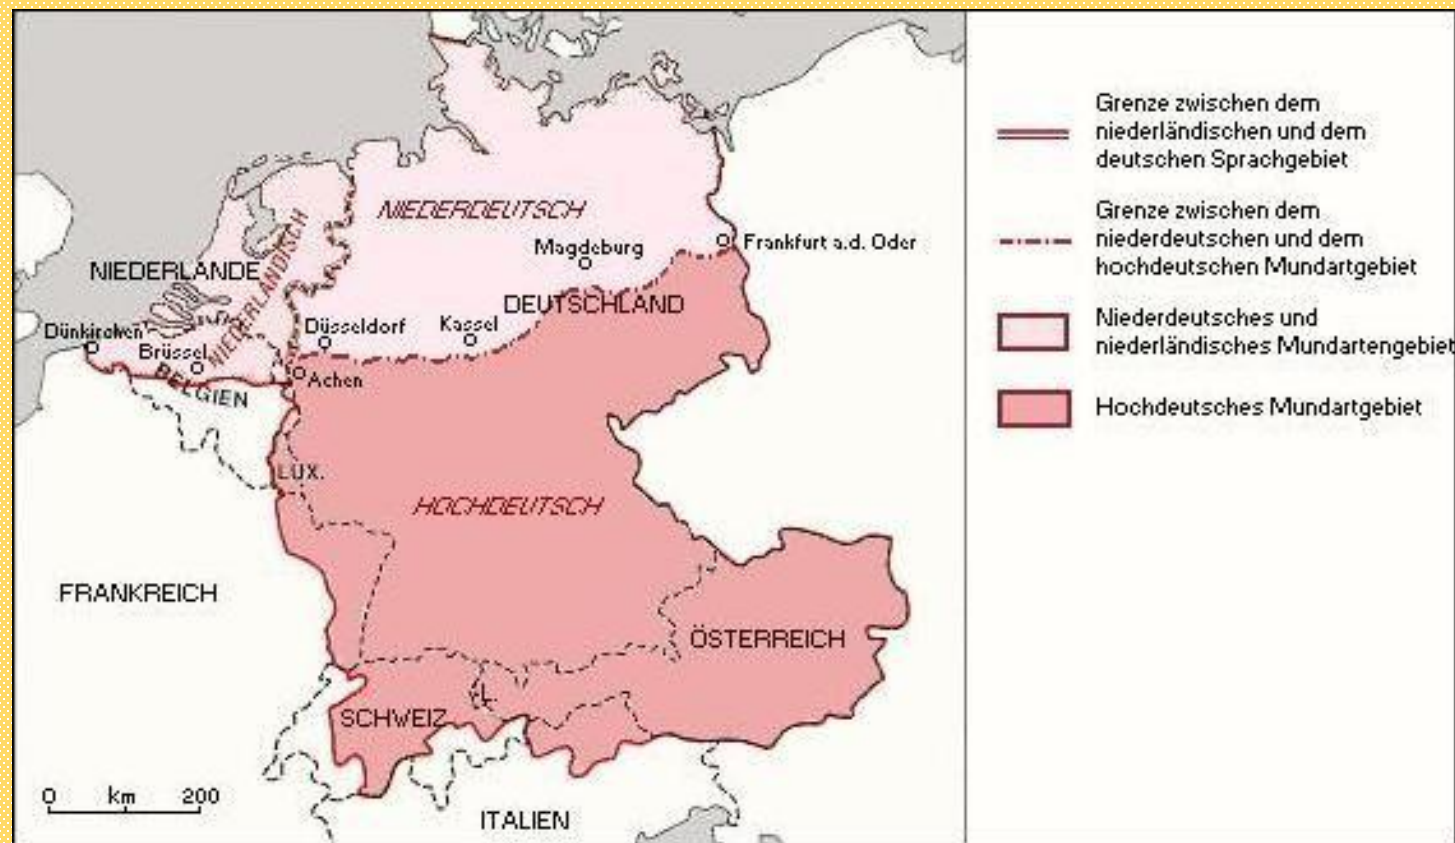 NIEDERDEUTSCH
Magdeburg
Frankfurt a.d. Oder
NIEDERLANDE
NIEDERLÄNDISCH
DEUTSCHLAND
Dünkirchen
Düsseldorf
Kassel
Brüssel
Achen
BELGIEN
LUX.
HOCHDEUTSCH
FRANKREICH
ÖSTERREICH
L.
SCHWEIZ
0 km 200
ITALIEN
Grenze zwischen dem
niederländischen und dem
deutschen Sprachgebiet
Grenze zwischen dem
niederdeutschen und dem
hochdeutschen Mundartgebiet
Niederdeutsches und
niederländisches Mundartengebiet
Hochdeutsches Mundartgebiet